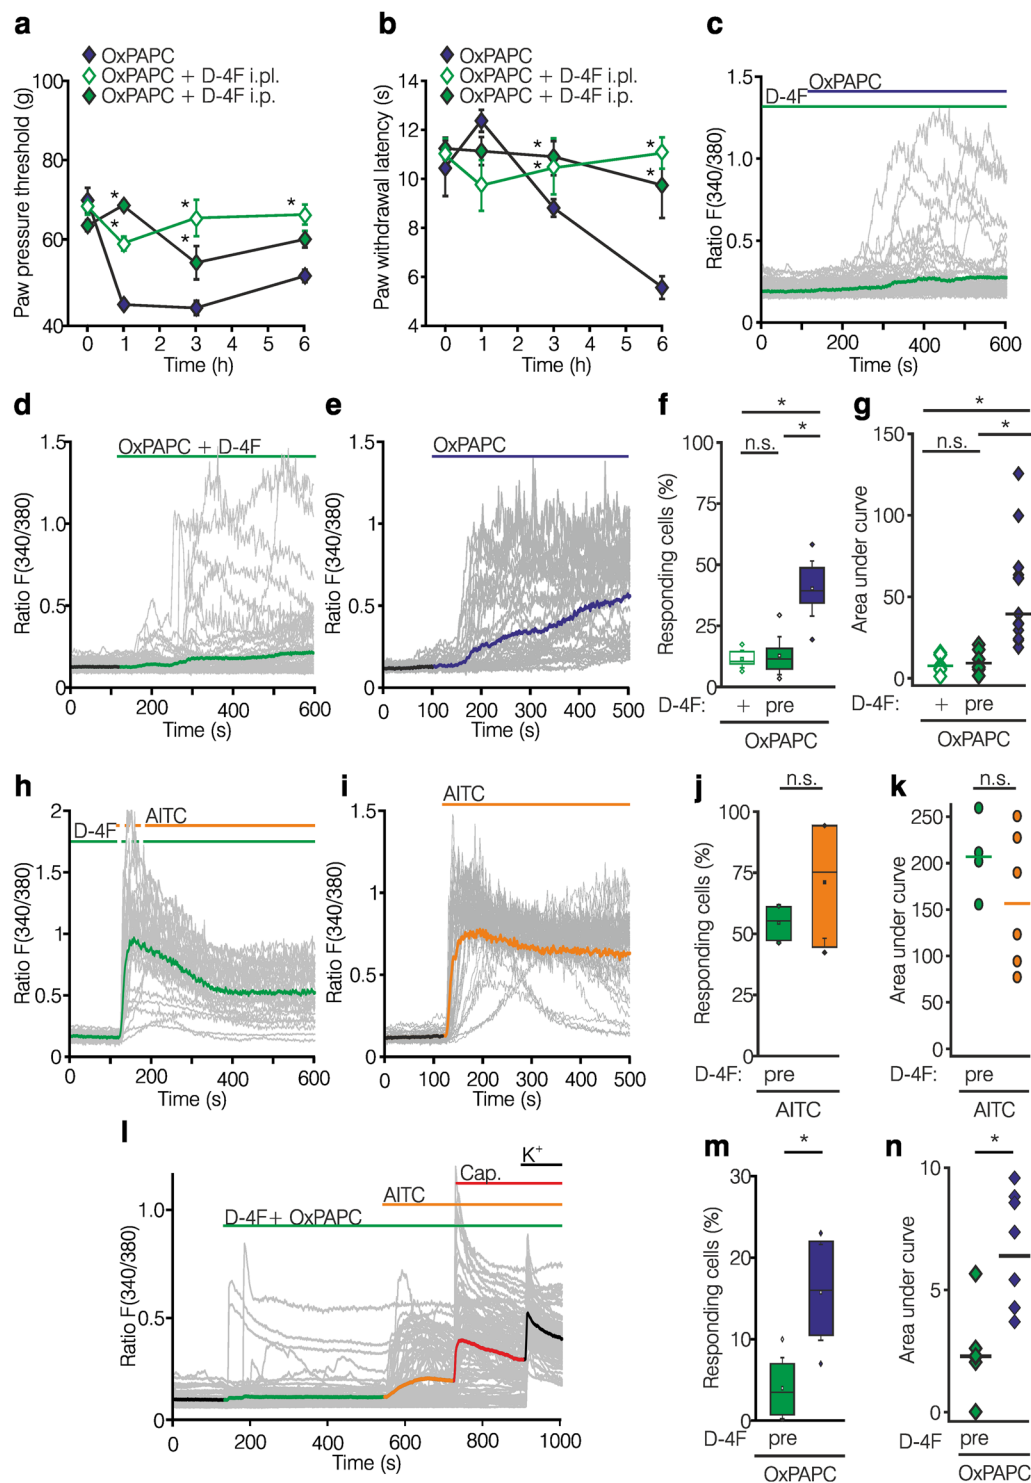 a
OxPAPC
OxPAPC + D-4F i.pl.
OxPAPC + D-4F i.p.
Paw pressure threshold (g)
100
80
60
40
* * * * *
0 1 3 6
Time (h)
b
OxPAPC
OxPAPC + D-4F i.pl.
OxPAPC + D-4F i.p.
Paw withdrawal latency (s)
14
12
10
8
6
4
* * * *
0 1 3 6
Time (h)
c
OxPAPC
D-4F
Ratio F(340/380)
1.5
1.0
0.5
0
0 200 400 600
Time (s)
d
OxPAPC + D-4F
Ratio F(340/380)
1.5
1.0
0.5
0
0 200 400 600
Time (s)
e
OxPAPC
Ratio F(340/380)
1.5
1
0.5
0
0 100 200 300 400 500
Time (s)
f
*
*
n.s.
Responding cells (%)
100
75
50
25
0
D-4F: + pre
OxPAPC
g
*
*
n.s.
Area under curve
150
100
50
0
D-4F: + pre
OxPAPC
h
AITC
D-4F
Ratio F(340/380)
2
1.5
1
0.5
0
0 200 400 600
Time (s)
i
AITC
Ratio F(340/380)
1.5
1
0.5
0
0 100 200 300 400 500
Time (s)
j
n.s.
Responding cells (%)
100
75
50
25
0
D-4F: pre
AITC
k
n.s.
Area under curve
250
200
150
100
50
0
D-4F: pre
AITC
l
K+
Cap.
AITC
D-4F+ OxPAPC
Ratio F(340/380)
1.0
0.5
0
0 200 400 600 800 1000
Time (s)
m
*
Responding cells (%)
30
20
10
0
D-4F pre
OxPAPC
n
*
Area under curve
10
5
0
D-4F pre
OxPAPC